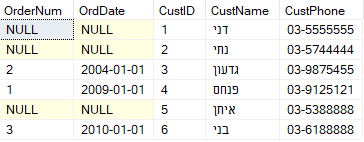 OrderNum OrdDate CustID CustName CustPhone
NULL NULL 1 דני 03-5555555
NULL NULL 2 נחי 03-5744444
2 2004-01-01 3 גדעון 03-9875455
1 2009-01-01 4 פנחס 03-9125121
NULL NULL 5 איתן 03-5388888
3 2010-01-01 6 בני 03-6188888